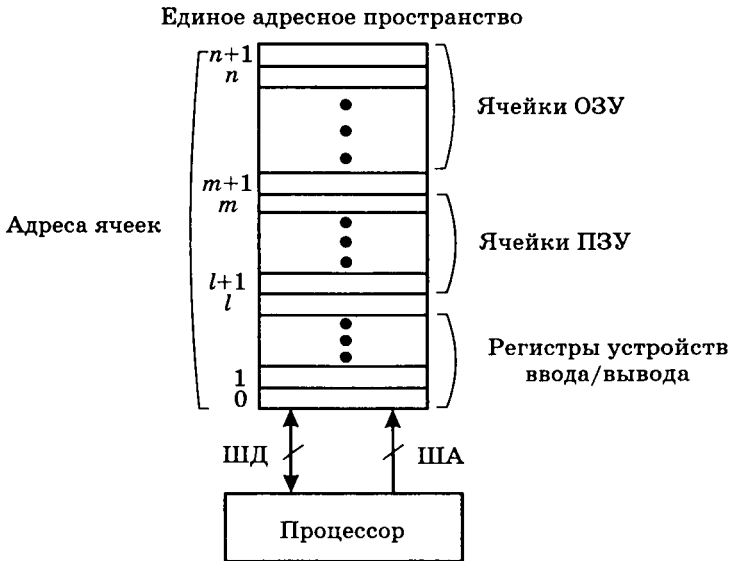 Единое адресное пространство
n+1
n
Ячейки ОЗУ
m+1
m
Адреса ячеек
Ячейки ПЗУ
l+1
l
Регистры устройств
ввода/вывода
1
0
ШД
ША
Процессор